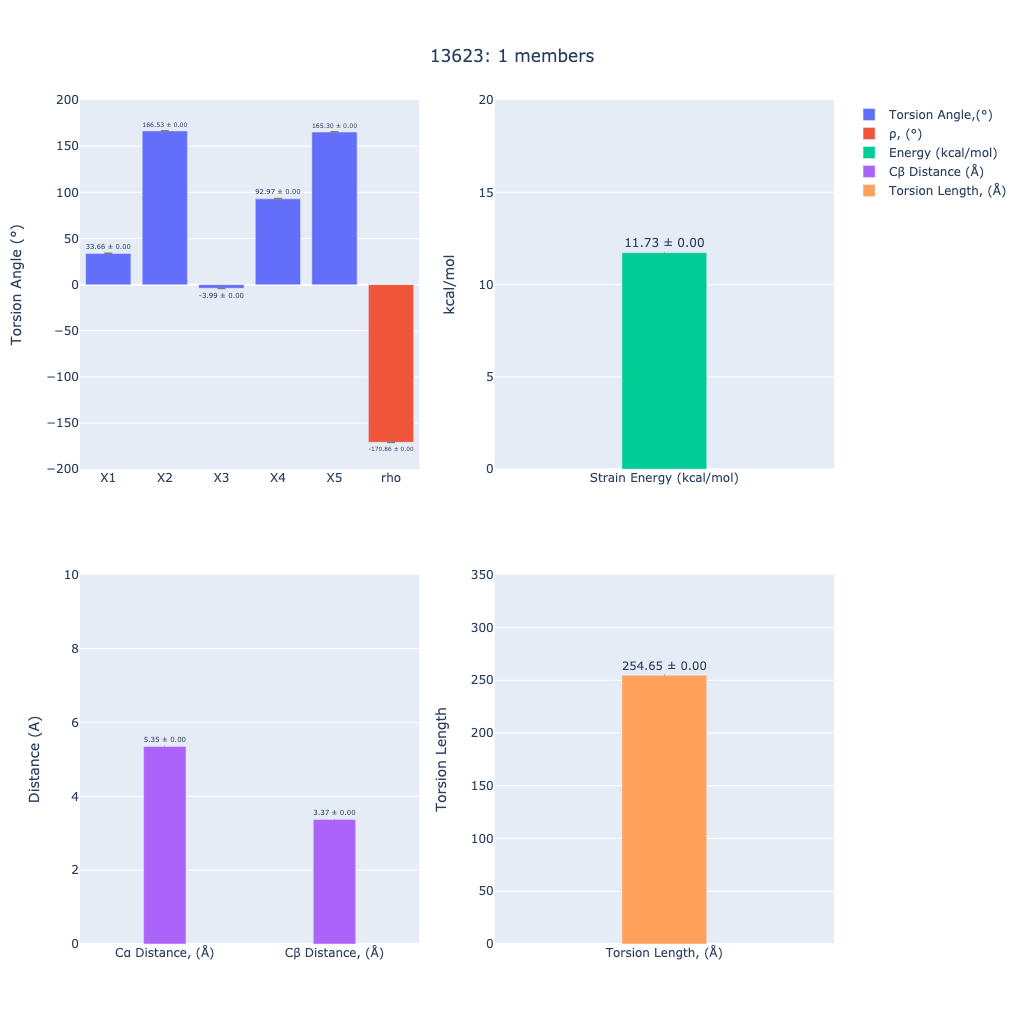 13623: 1 members
Torsion Angle (°)
200
150
100
50
0
−50
−100
−150
−200
33.66 ± 0.00
166.53 ± 0.00
-3.99 ± 0.00
92.97 ± 0.00
165.30 ± 0.00
-170.86 ± 0.00
X1
X2
X3
X4
X5
rho
kcal/mol
20
15
10
5
0
11.73 ± 0.00
Strain Energy (kcal/mol)
Torsion Angle,(°)
ρ, (°)
Energy (kcal/mol)
Cβ Distance (Å)
Torsion Length, (Å)
Distance (A)
10
8
6
4
2
0
5.35 ± 0.00
3.37 ± 0.00
Cα Distance, (Å)
Cβ Distance, (Å)
Torsion Length
350
300
250
200
150
100
50
0
254.65 ± 0.00
Torsion Length, (Å)